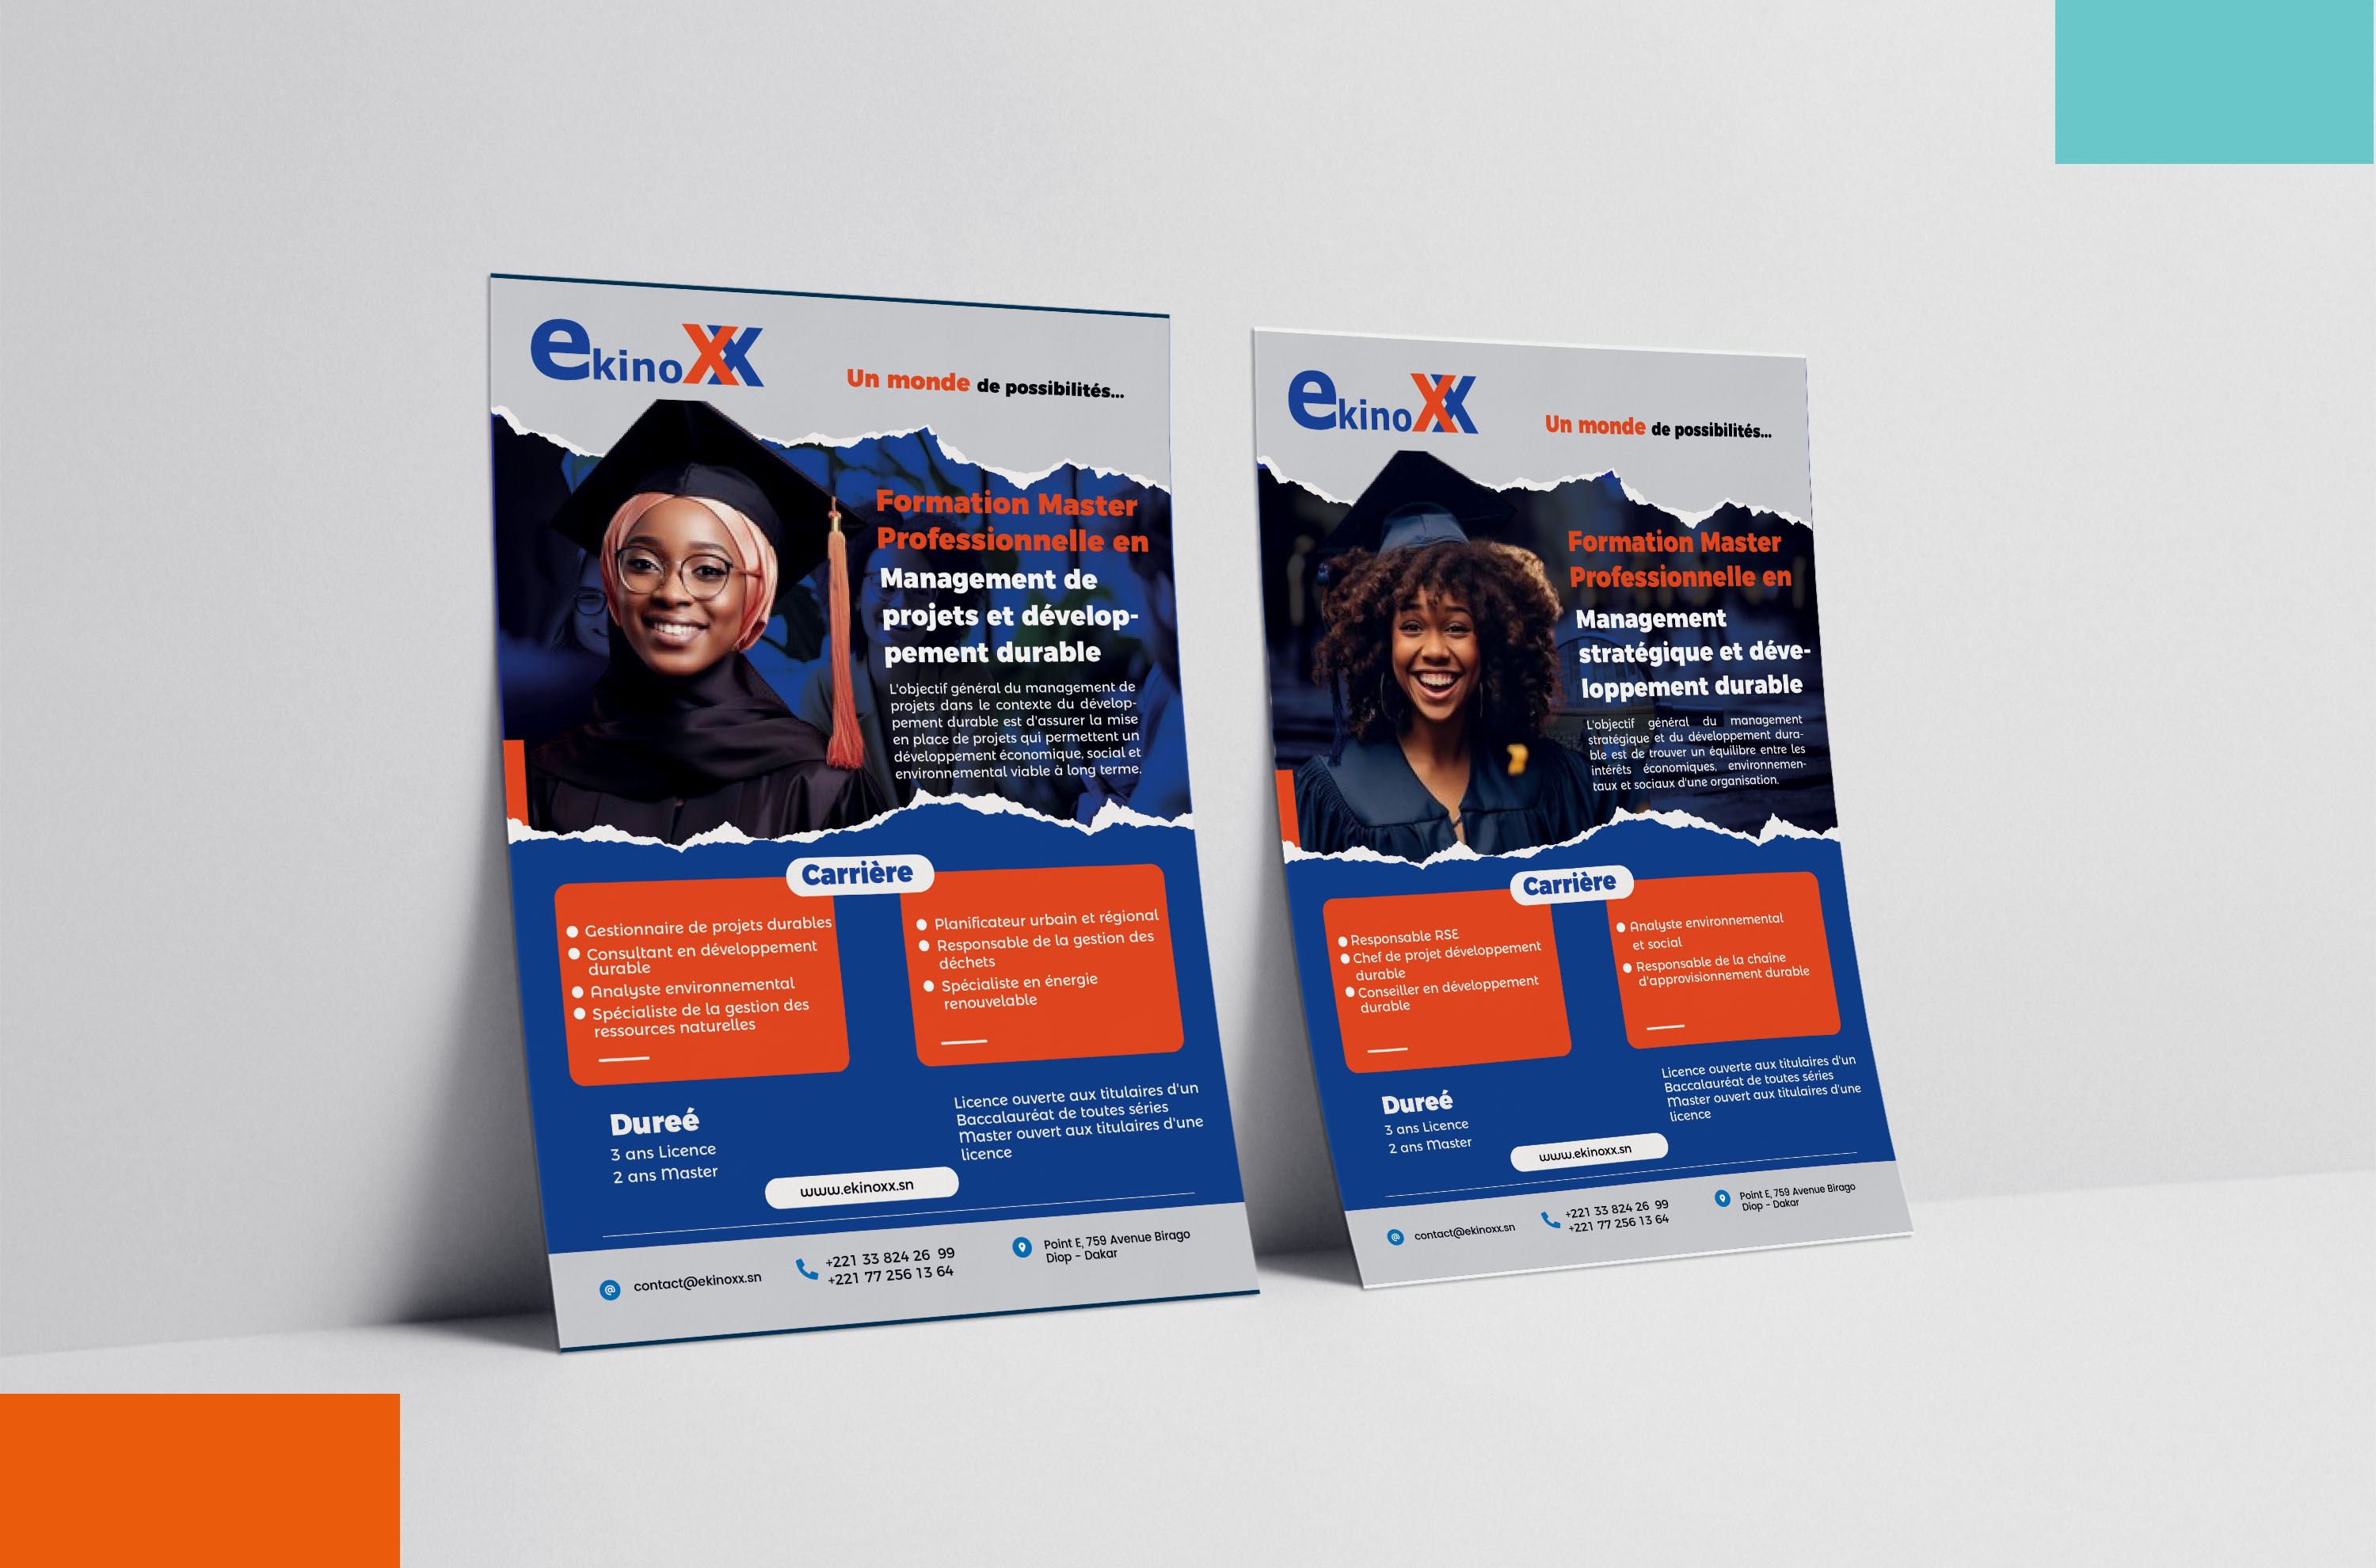 ekinoXX
Un monde de possibilités...
Formation Master
Professionnelle en
Management de
projets et dévelop-
pement durable
L'objectif général du management de
projets dans le contexte du dévelop-
pement durable est d'assurer la mise
en place de projets qui permettent un
développement économique, social et
environnemental viable à long terme.
Carrière
Gestionnaire de projets durables
Consultant en développement
durable
Analyste environnemental
Spécialiste de la gestion des
ressources naturelles
Planificateur urbain et régional
Responsable de la gestion des
déchets
Spécialiste en énergie
renouvelable
Dureé
3 ans Licence
2 ans Master
Licence ouverte aux titulaires d'un
Baccalauréat de toutes séries
Master ouvert aux titulaires d'une
licence
www.ekinoxx.sn
contact@ekinoxx.sn
+221 33 824 26 99
+221 77 256 13 64
Point E, 759 Avenue Birago
Diop - Dakar
ekinoXX
Un monde de possibilités...
Formation Master
Professionnelle en
Management
stratégique et déve-
loppement durable
L'objectif général du management
stratégique et du développement dura-
ble est de trouver un équilibre entre les
intérêts économiques, environnemen-
taux et sociaux d'une organisation.
Carrière
Responsable RSE
Chef de projet développement
durable
Conseiller en développement
durable
Analyste environnemental
et social
Responsable de la chaîne
d'approvisionnement durable
Dureé
3 ans Licence
2 ans Master
Licence ouverte aux titulaires d'un
Baccalauréat de toutes séries
Master ouvert aux titulaires d'une
licence
www.ekinoxx.sn
contact@ekinoxx.sn
+221 33 824 26 99
+221 77 256 13 64
Point E, 759 Avenue Birago
Diop - Dakar